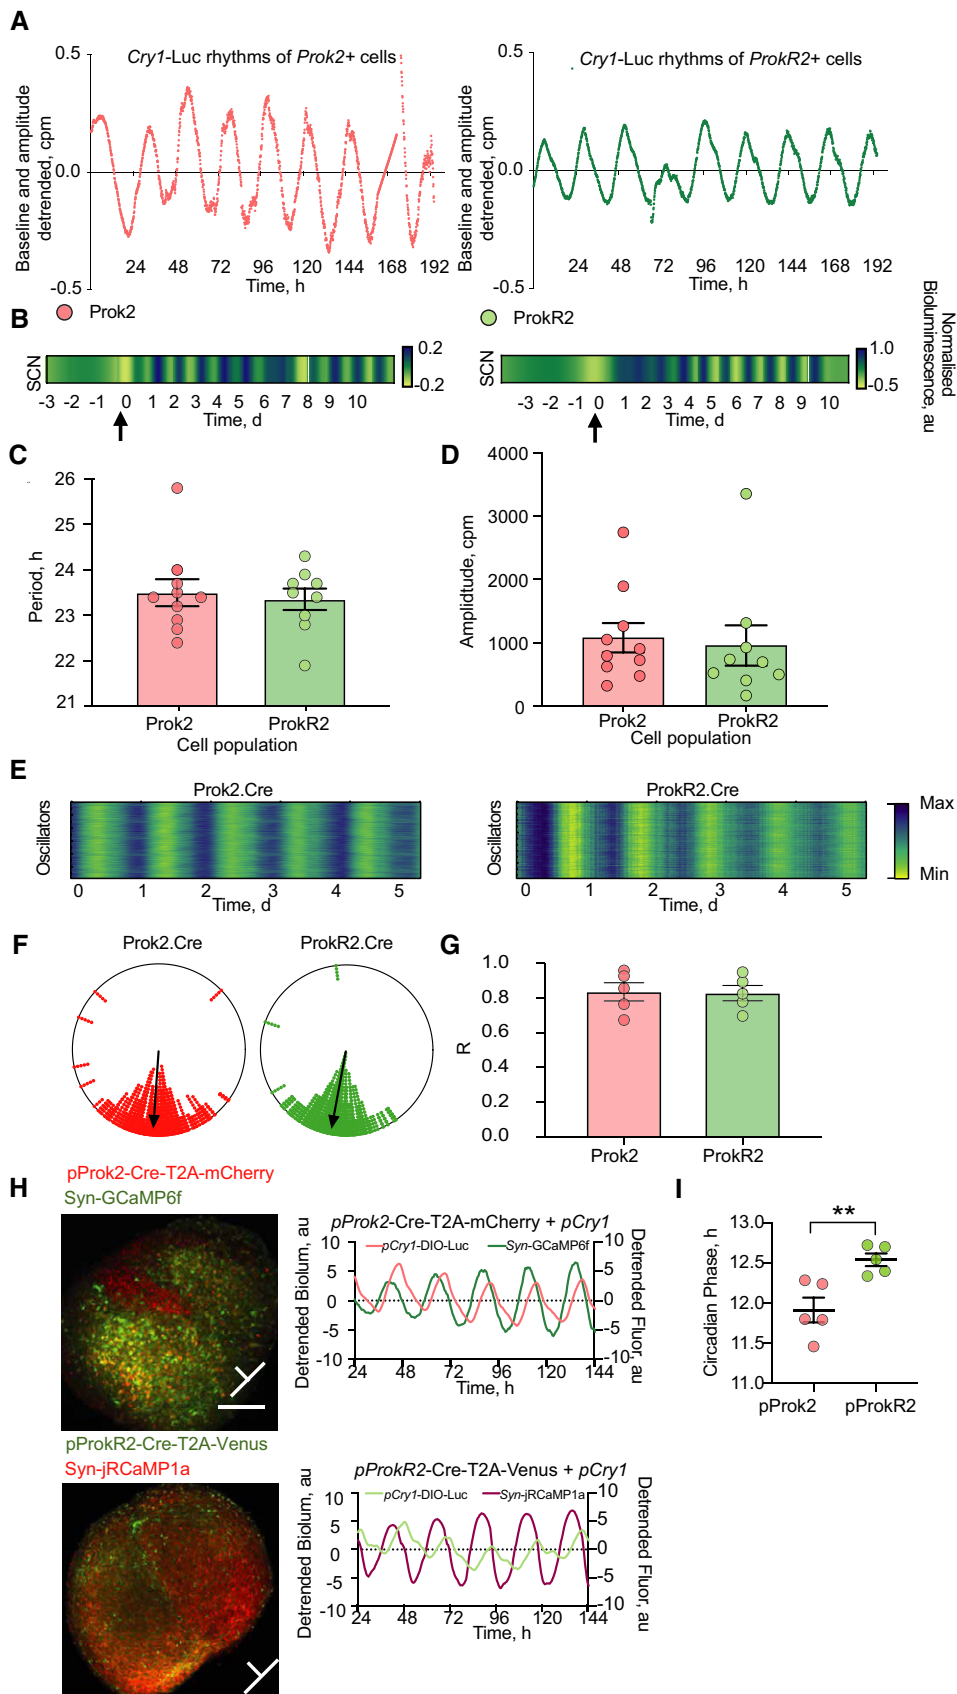 A
Cry1-Luc rhythms of Prok2+ cells
Baseline and amplitude
detrended, cpm
0.5
0.0
-0.5
24 48 72 96 120 144 168 192
Time, h
Cry1-Luc rhythms of ProkR2+ cells
Baseline and amplitude
detrended, cpm
0.5
0.0
-0.5
24 48 72 96 120 144 168 192
Time, h
B
Prok2
SCN
0.2
-0.2
-3 -2 -1 0 1 2 3 4 5 6 7 8 9 10
Time, d
ProkR2
SCN
1.0
-0.5
-3 -2 -1 0 1 2 3 4 5 6 7 8 9 10
Time, d
Normalised
Bioluminescence, au
C
Period, h
26
25
24
23
22
21
Prok2 ProkR2
Cell population
D
Amplidtude, cpm
4000
3000
2000
1000
0
Prok2 ProkR2
Cell population
E
Prok2.Cre
Oscillators
0 1 2 3 4 5
Time, d
ProkR2.Cre
Oscillators
0 1 2 3 4 5
Time, d
Max
Min
F
Prok2.Cre
ProkR2.Cre
G
R
1.0
0.8
0.6
0.4
0.2
0.0
Prok2 ProkR2
H
pProk2-Cre-T2A-mCherry
Syn-GCaMP6f
pProk2-Cre-T2A-mCherry + pCry1
pCry1-DIO-Luc Syn-GCaMP6f
Detrended Biolum, au
10
5
0
-5
-10
24 48 72 96 120 144
Time, h
10
5
0
-5
-10
Detrended Fluor, au
pProkR2-Cre-T2A-Venus
Syn-jRCaMP1a
pProkR2-Cre-T2A-Venus + pCry1
pCry1-DIO-Luc Syn-jRCaMP1a
Detrended Biolum, au
10
5
0
-5
-10
24 48 72 96 120 144
Time, h
10
5
0
-5
-10
Detrended Fluor, au
I
**
Circadian Phase, h
13.0
12.5
12.0
11.5
11.0
pProk2 pProkR2